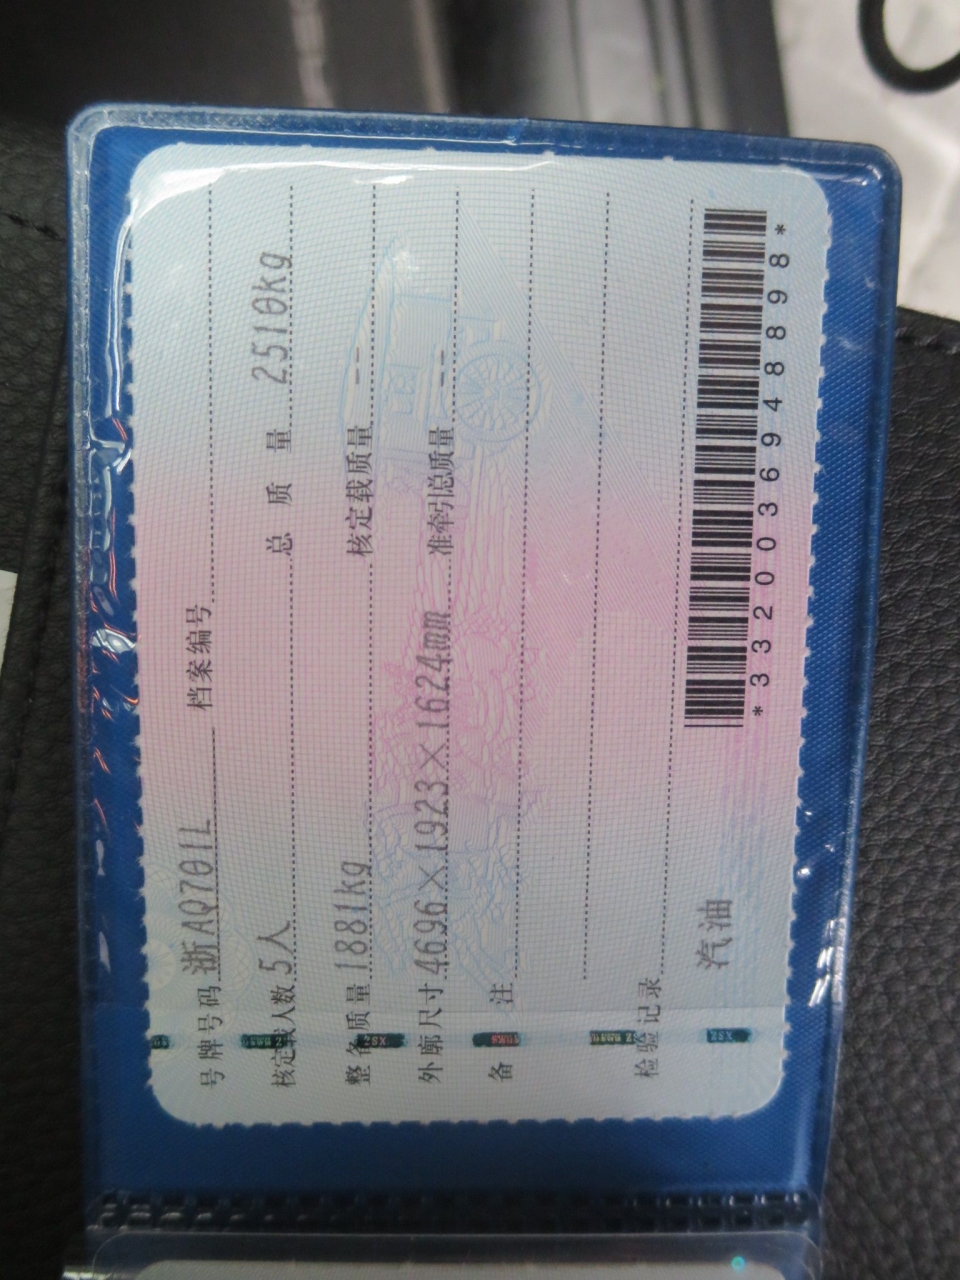 号牌号码 浙AQ701L 档案编号
核定载人数 5人 总质量 2510kg
整备质量 1881kg 核定载质量 --
外廓尺寸 4696×1923×1624mm 准牵引总质量 --
备注
检验记录
汽油
*3320036948898*